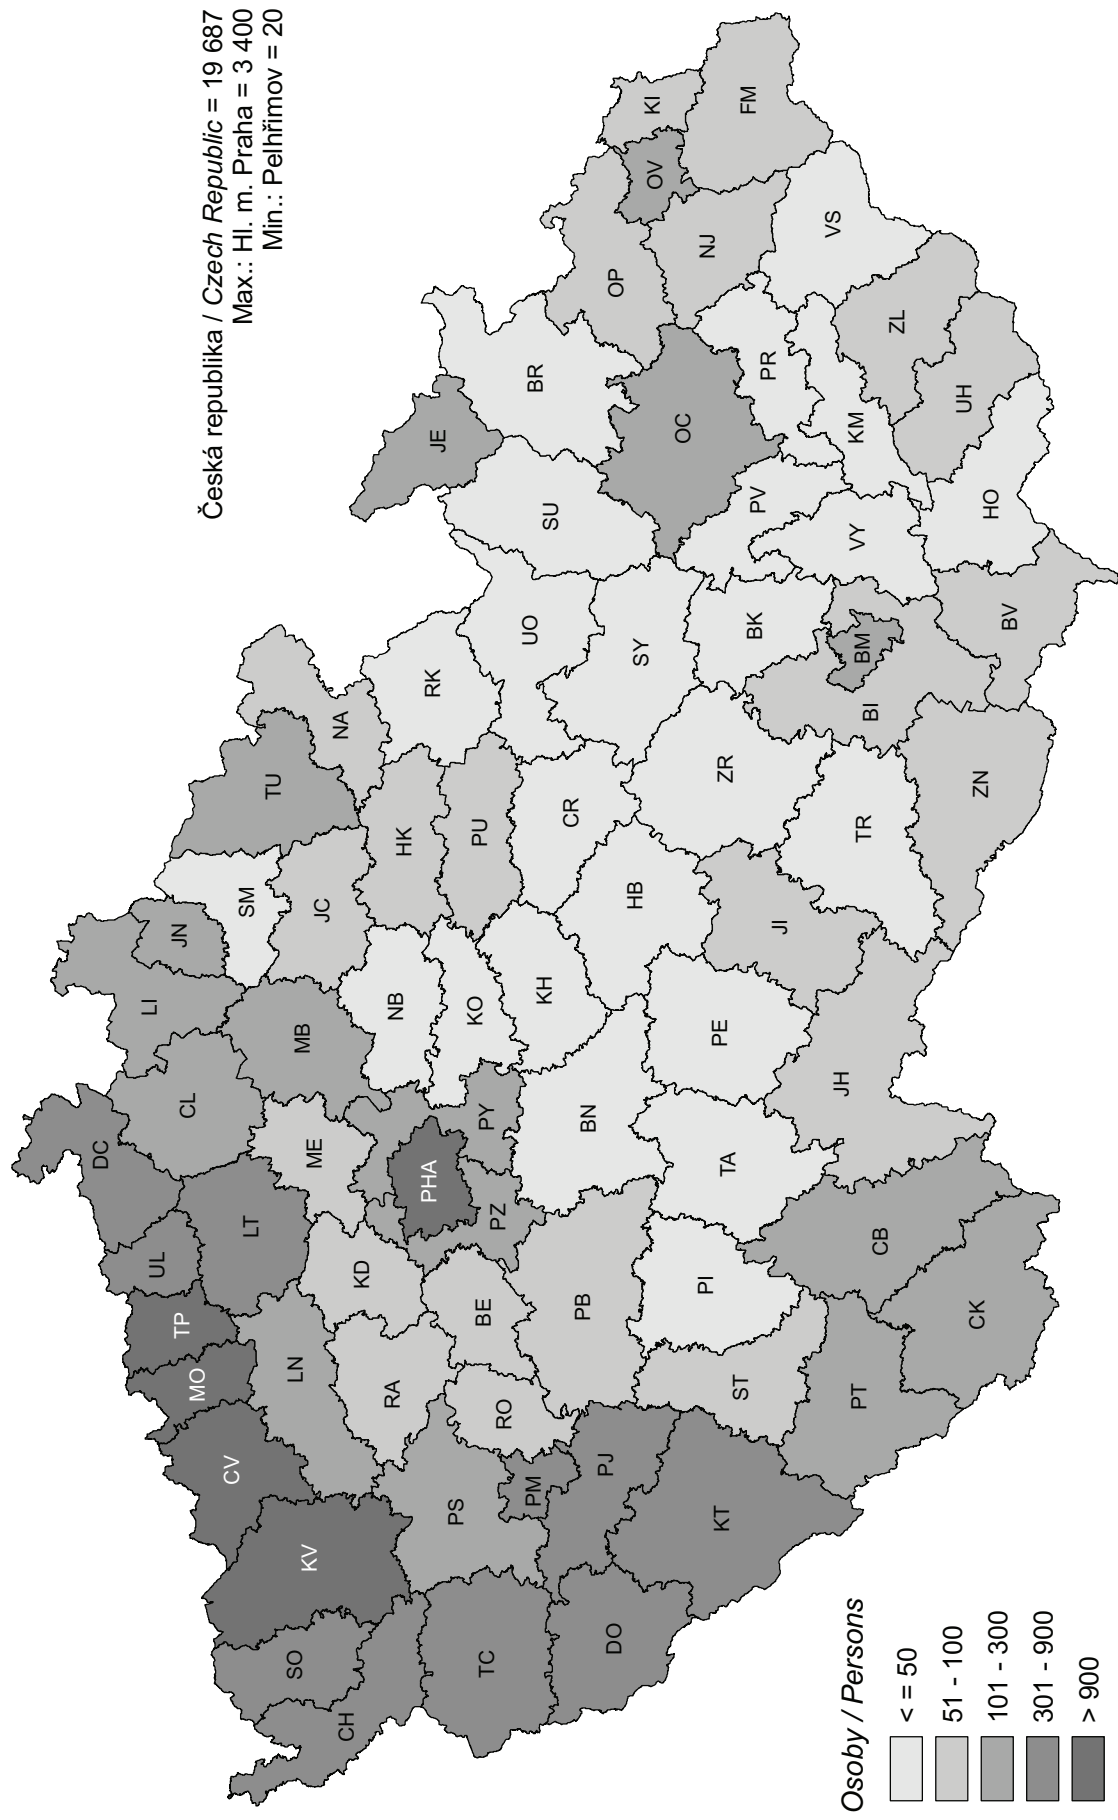 Česká republika / Czech Republic = 19 687
Max.: Hl. m. Praha = 3 400
Min.: Pelhřimov = 20
DC
LI
JN
CL
UL
TP
MO
LT
SM
TU
CV
LN
ME
MB
JC
NA
KV
SO
CH
KD
RA
PHA
NB
HK
RK
JE
PS
BE
RO
PZ
PY
KO
PU
TC
PM
PJ
DO
PB
BN
KH
CR
UO
SU
BR
OP
OV
KI
KT
PI
ST
TA
PE
HB
ZR
SY
OC
NJ
FM
PT
CB
CK
JH
JI
TR
BK
PV
PR
VS
BI
BM
VY
KM
ZL
ZN
BV
HO
UH
Osoby / Persons
< = 50
51 - 100
101 - 300
301 - 900
> 900